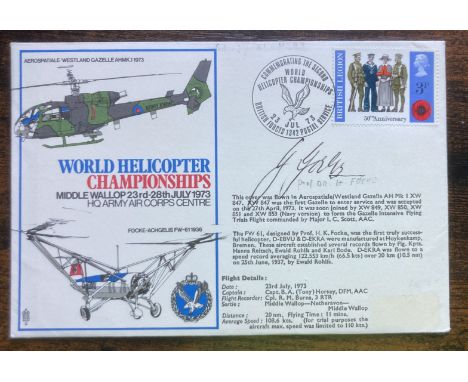 AEROSPATIALE-WESTLAND GAZELLE AHMK.1 1973
WORLD HELICOPTER
CHAMPIONSHIPS
MIDDLE WALLOP 23rd-28th JULY 1973
HQ ARMY AIR CORPS CENTRE
FOCKE-ACHGELIS FW-61 1936
COMMEMORATING THE SECOND
WORLD
HELICOPTER CHAMPIONSHIPS
23 JUL 73
BRITISH FORCES 1242 POSTAL SERVICE
BRITISH LEGION
3P
50th Anniversary
Prof. DR. H FOCKE
This cover was flown in Aerospatiale/Westland Gazelle AH Mk 1 XW
847. XW 847 was the first Gazelle to enter service and was accepted
on the 27th April, 1973. It was soon joined by XW 849, XW 850, XW
851 and XW 853 (Navy version) to form the Gazelle Intensive Flying
Trials Flight commanded by Major I. C. Scott, AAC.
The FW 61, designed by Prof. H. K. Focke, was the first truly success-
ful helicopter, D-EBVU & D-EKRA were manufactured at Hoykenkamp,
Bremen. These aircraft established several records flown by Flg. Kpts.
Hanna Reitsch, Ewald Rohlfs and Karl Bode. D-EKRA was flown to a
speed record averaging 122.553 km/h (66.5 kts) over 20 km (10.5 nm)
on 25th June, 1937, by Ewald Rohlfs.
Flight Details:
Date: 23rd July, 1973
Captain: Capt. B.A. (Tony) Horsey, DFM, AAC
Flight Recorder: Cpl. R. M. Burns, 3 RTR
Serials: Middle Wallop-Netheravon-
Middle Wallop
Distance: 20 nm. Flying Time: 11 mins.
Average Speed: 109.6 kts. (for trial purposes the
aircraft max. speed was limited to 110 kts.)